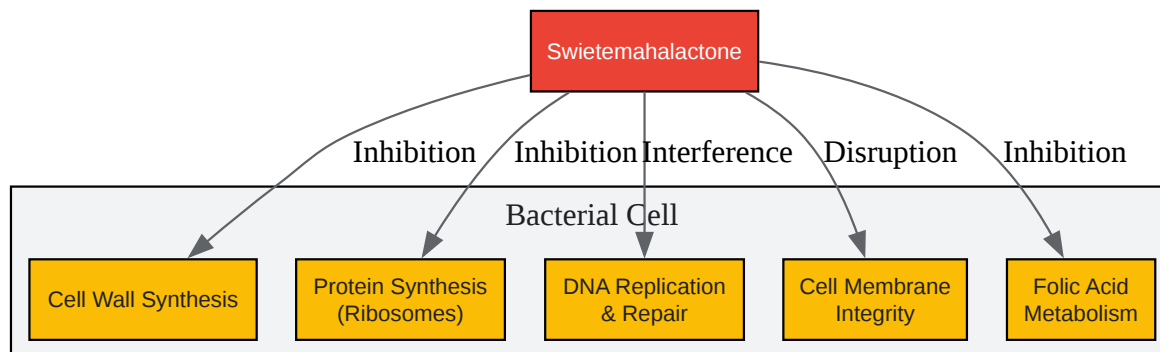 Swietemahalactone
Inhibition
Inhibition
Interference
Disruption
Inhibition
Bacterial Cell
Cell Wall Synthesis
Protein Synthesis
(Ribosomes)
DNA Replication
& Repair
Cell Membrane
Integrity
Folic Acid
Metabolism